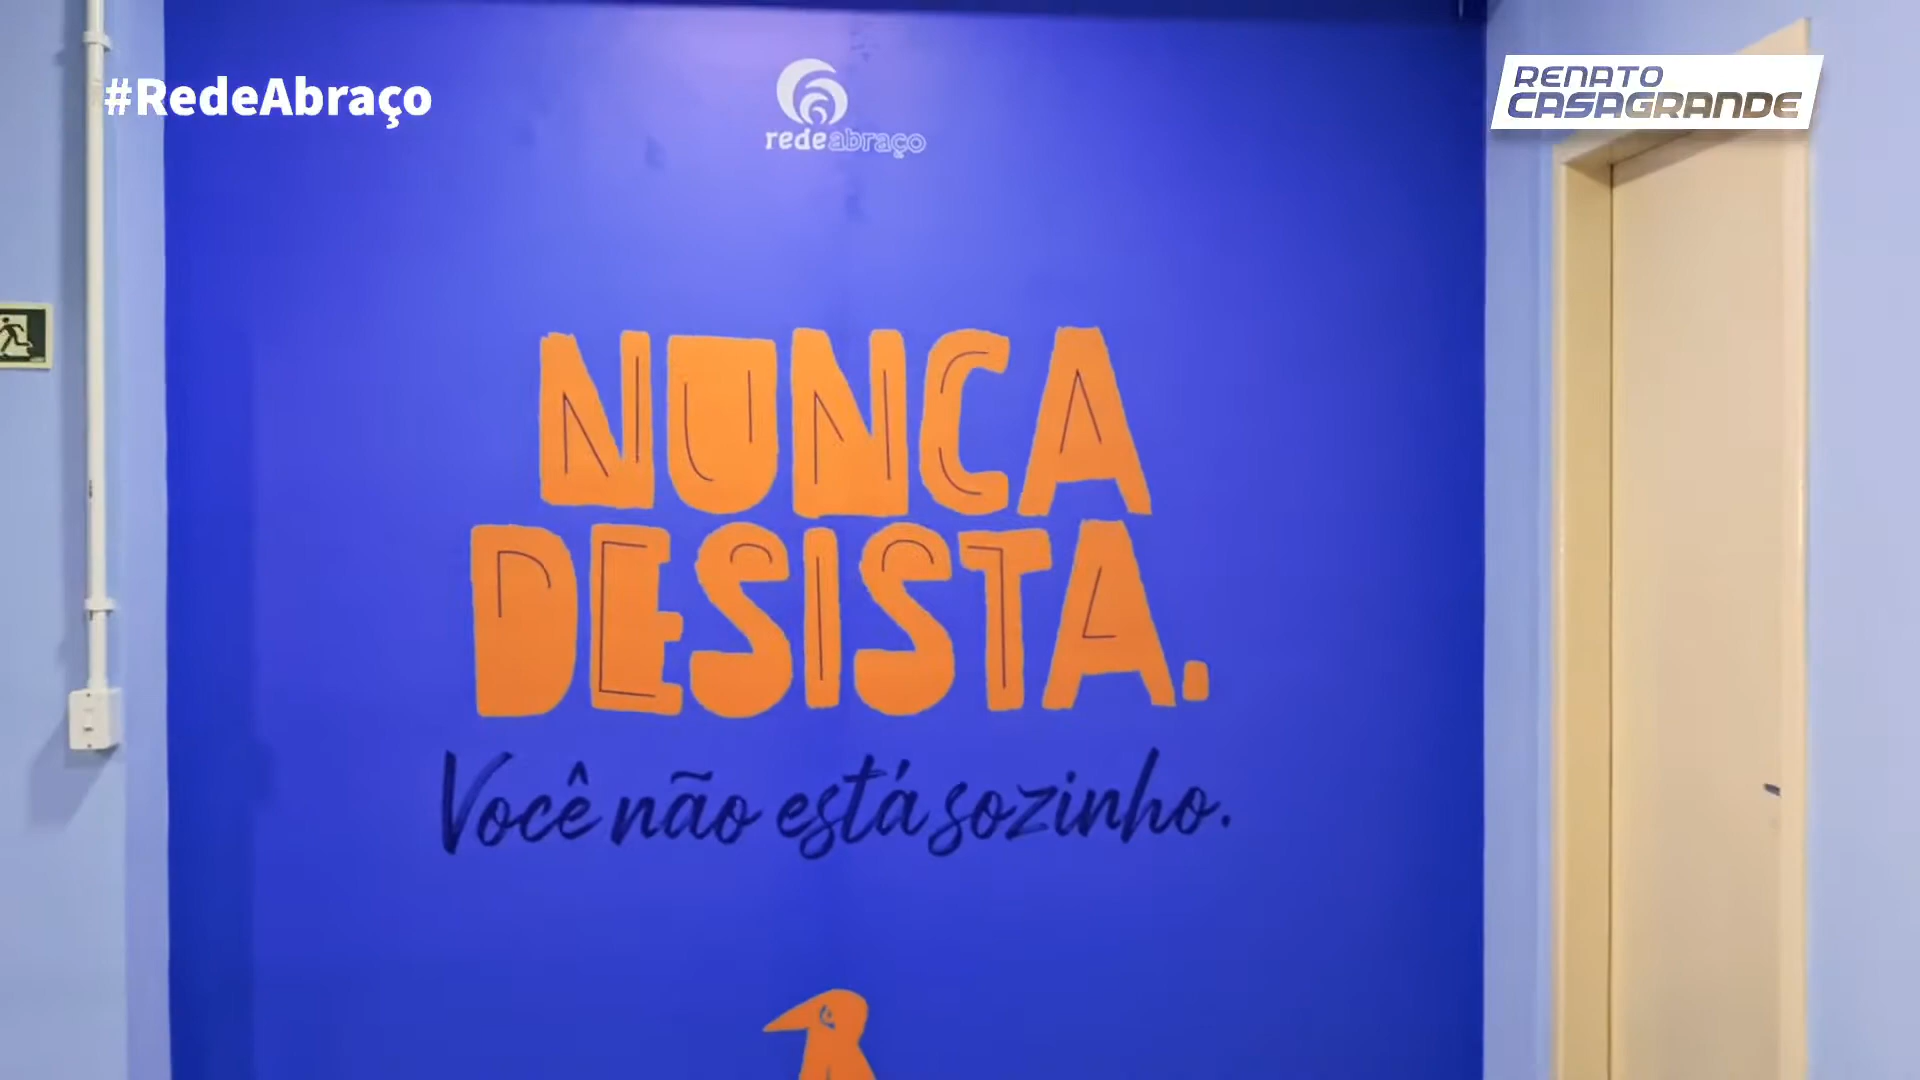 #RedeAbraço
RENATO
CASAGRANDE
redeabraço
NUNCA
DESISTA.
Você não está sozinho.